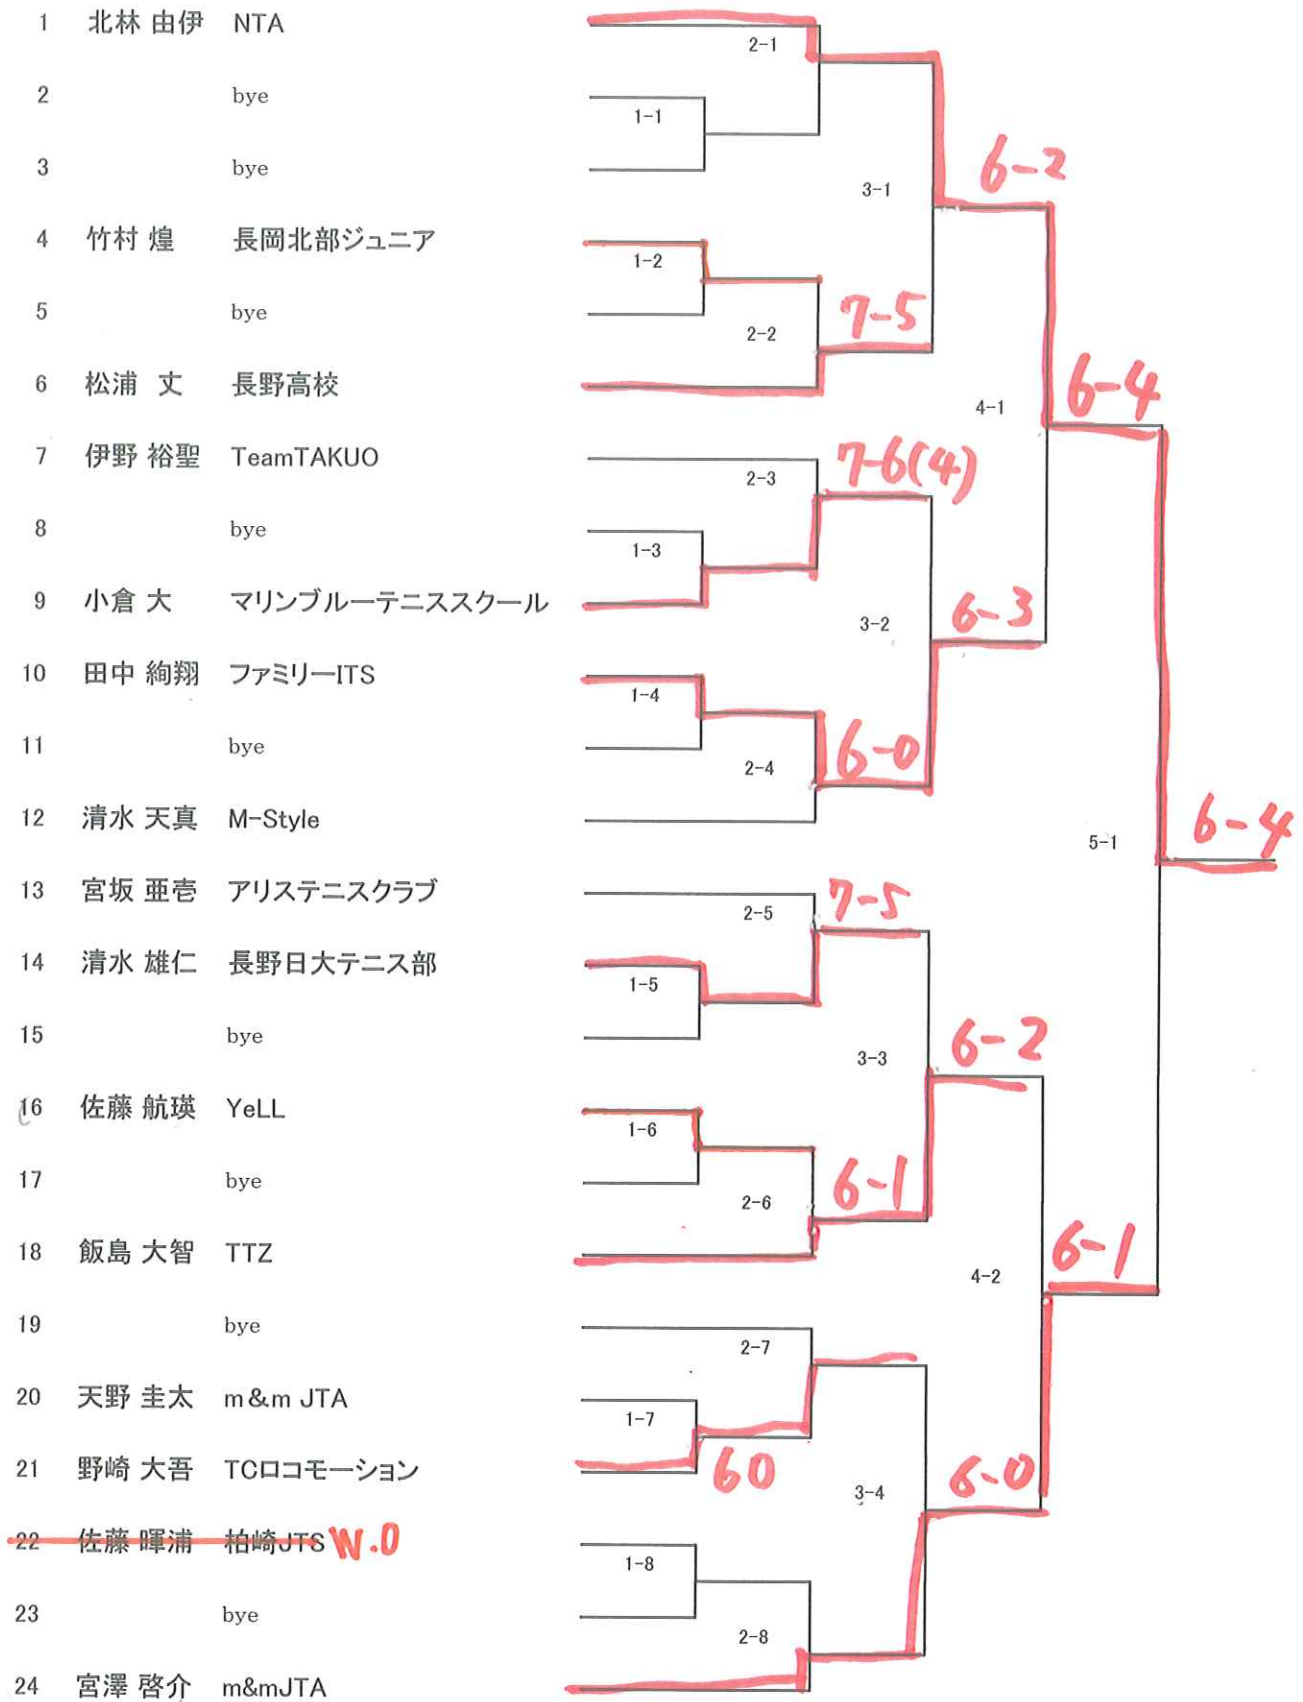 1 北林 由伊 NTA
2-1
2 bye
1-1
3 bye
6-2
3-1
4 竹村 煌 長岡北部ジュニア
1-2
5 bye
7-5
2-2
6 松浦 丈 長野高校
6-4
4-1
7 伊野 裕聖 TeamTAKUO
7-6(4)
2-3
8 bye
1-3
9 小倉 大 マリンブルーテニススクール
6-3
3-2
10 田中 絢翔 ファミリーITS
1-4
11 bye
6-0
2-4
12 清水 天真 M-Style
6-4
5-1
13 宮坂 亜壱 アリステニスクラブ
7-5
2-5
14 清水 雄仁 長野日大テニス部
1-5
15 bye
6-2
3-3
16 佐藤 航瑛 YeLL
1-6
17 bye
6-1
2-6
18 飯島 大智 TTZ
6-1
4-2
19 bye
2-7
20 天野 圭太 m&m JTA
1-7
21 野崎 大吾 TCロコモーション
60
6-0
3-4
22 佐藤 暉浦 柏崎JTS W.O
1-8
23 bye
2-8
24 宮澤 啓介 m&mJTA